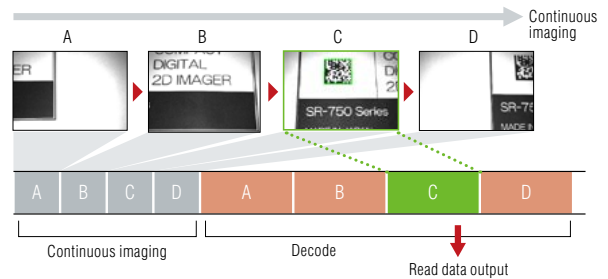 Continuous
imaging
A B C D
ER
COMPACT
DIGITAL
2D IMAGER
SR-750 Series
SR-75
MADE IN
A B C D A B C D
Continuous imaging
Decode
Read data output